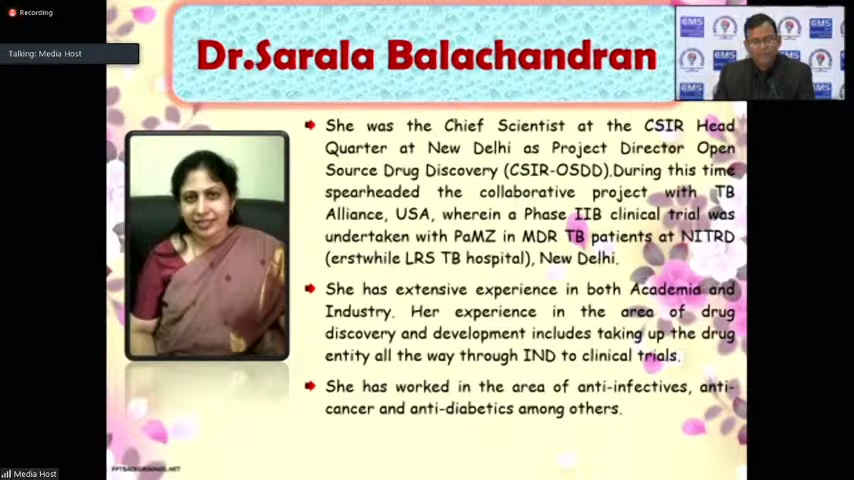 Recording
Talking: Media Host
Dr.Sarala Balachandran
EMS
She was the Chief Scientist at the CSIR Head
Quarter at New Delhi as Project Director Open
Source Drug Discovery (CSIR-OSDD).During this time
spearheaded the collaborative project with TB
Alliance, USA, wherein a Phase IIB clinical trial was
undertaken with PaMZ in MDR TB patients at NITRD
(erstwhile LRS TB hospital), New Delhi.
She has extensive experience in both Academia and
Industry. Her experience in the area of drug
discovery and development includes taking up the drug
entity all the way through IND to clinical trials.
She has worked in the area of anti-infectives, anti-
cancer and anti-diabetics among others.
PPTBACKGROUNDS.NET
Media Host